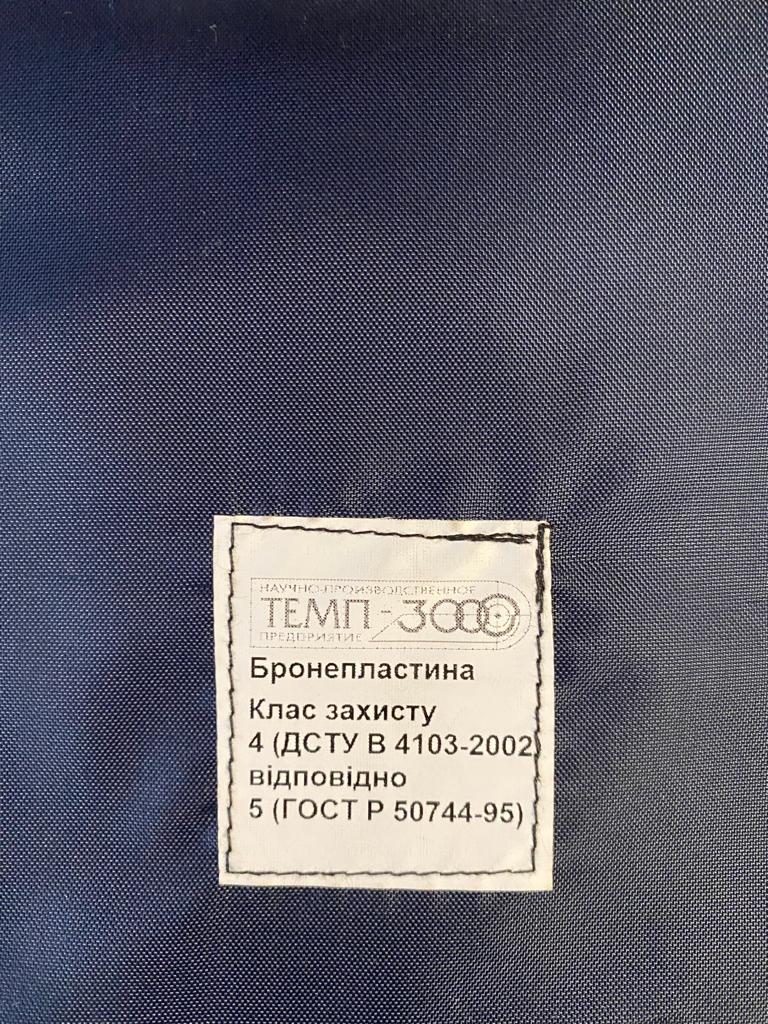 НАУЧНО-ПРОИЗВОДСТВЕННОЕ
ТЕМП-3000
ПРЕДПРИЯТИЕ
Бронепластина
Клас захисту
4 (ДСТУ В 4103-2002)
відповідно
5 (ГОСТ Р 50744-95)